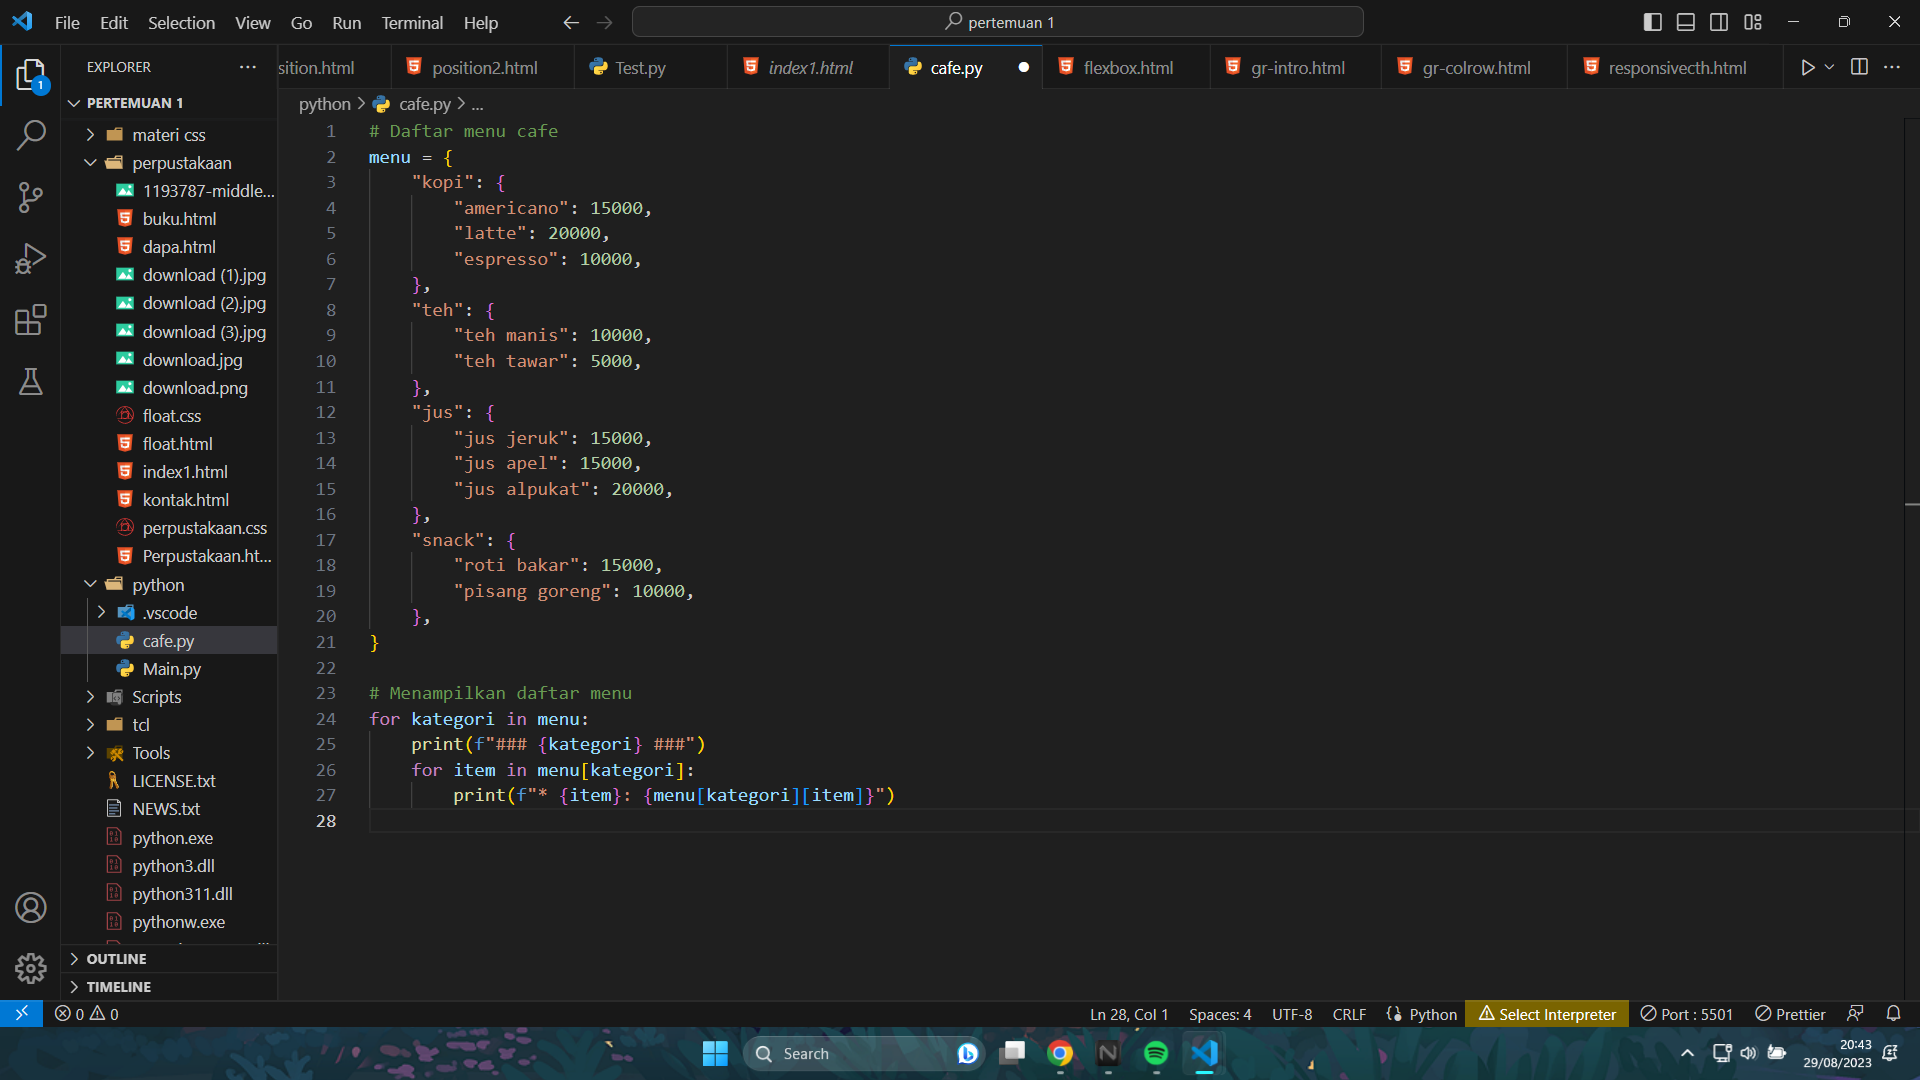 File Edit Selection View Go Run Terminal Help
pertemuan 1
EXPLORER
sition.html
position2.html
Test.py
index1.html
cafe.py
flexbox.html
gr-intro.html
gr-colrow.html
responsivecth.html
python > cafe.py > ...
1
PERTEMUAN 1
materi css
perpustakaan
1193787-middle...
buku.html
dapa.html
download (1).jpg
download (2).jpg
download (3).jpg
download.jpg
download.png
float.css
float.html
index1.html
kontak.html
perpustakaan.css
Perpustakaan.ht...
python
.vscode
cafe.py
Main.py
Scripts
tcl
Tools
LICENSE.txt
NEWS.txt
python.exe
python3.dll
python311.dll
pythonw.exe
OUTLINE
TIMELINE
1 # Daftar menu cafe
2 menu = {
3 "kopi": {
4 "americano": 15000,
5 "latte": 20000,
6 "espresso": 10000,
7 },
8 "teh": {
9 "teh manis": 10000,
10 "teh tawar": 5000,
11 },
12 "jus": {
13 "jus jeruk": 15000,
14 "jus apel": 15000,
15 "jus alpukat": 20000,
16 },
17 "snack": {
18 "roti bakar": 15000,
19 "pisang goreng": 10000,
20 },
21 }
22
23 # Menampilkan daftar menu
24 for kategori in menu:
25 print(f"### {kategori} ###")
26 for item in menu[kategori]:
27 print(f"* {item}: {menu[kategori][item]}")
28
0 0
Ln 28, Col 1 Spaces: 4 UTF-8 CRLF Python Select Interpreter Port : 5501 Prettier
Search
20:43
29/08/2023